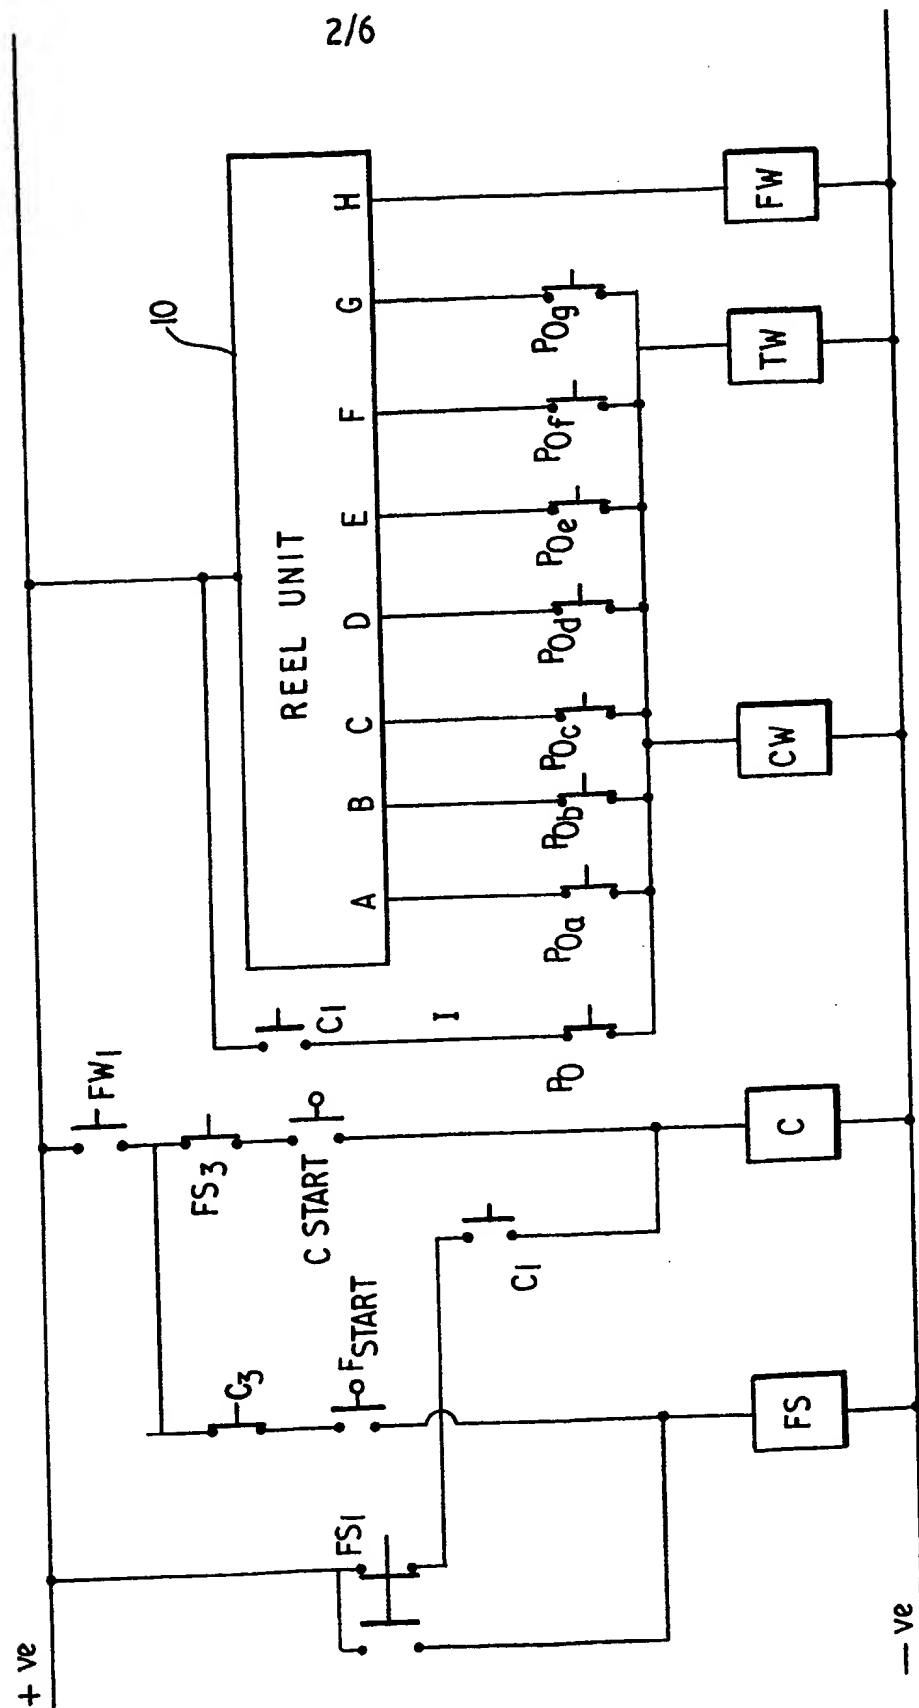 2/6
+ ve
10
REEL UNIT
A B C D E F G H
FW1
FS3
C START
C1
I
P0
P0a
P0b
P0c
P0d
P0e
P0f
P0g
C3
FSTART
FS1
C1
FS
C
CW
TW
FW
- ve